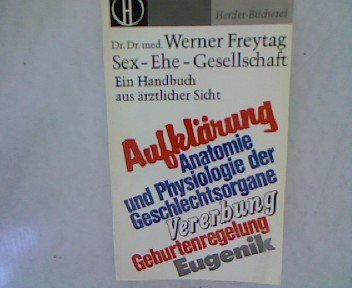 H
Herder-Bücherei
Dr. Dr. med. Werner Freytag
Sex - Ehe - Gesellschaft
Ein Handbuch
aus ärztlicher Sicht
Aufklärung
Anatomie
und Physiologie der
Geschlechtsorgane
Vererbung
Geburtenregelung
Eugenik